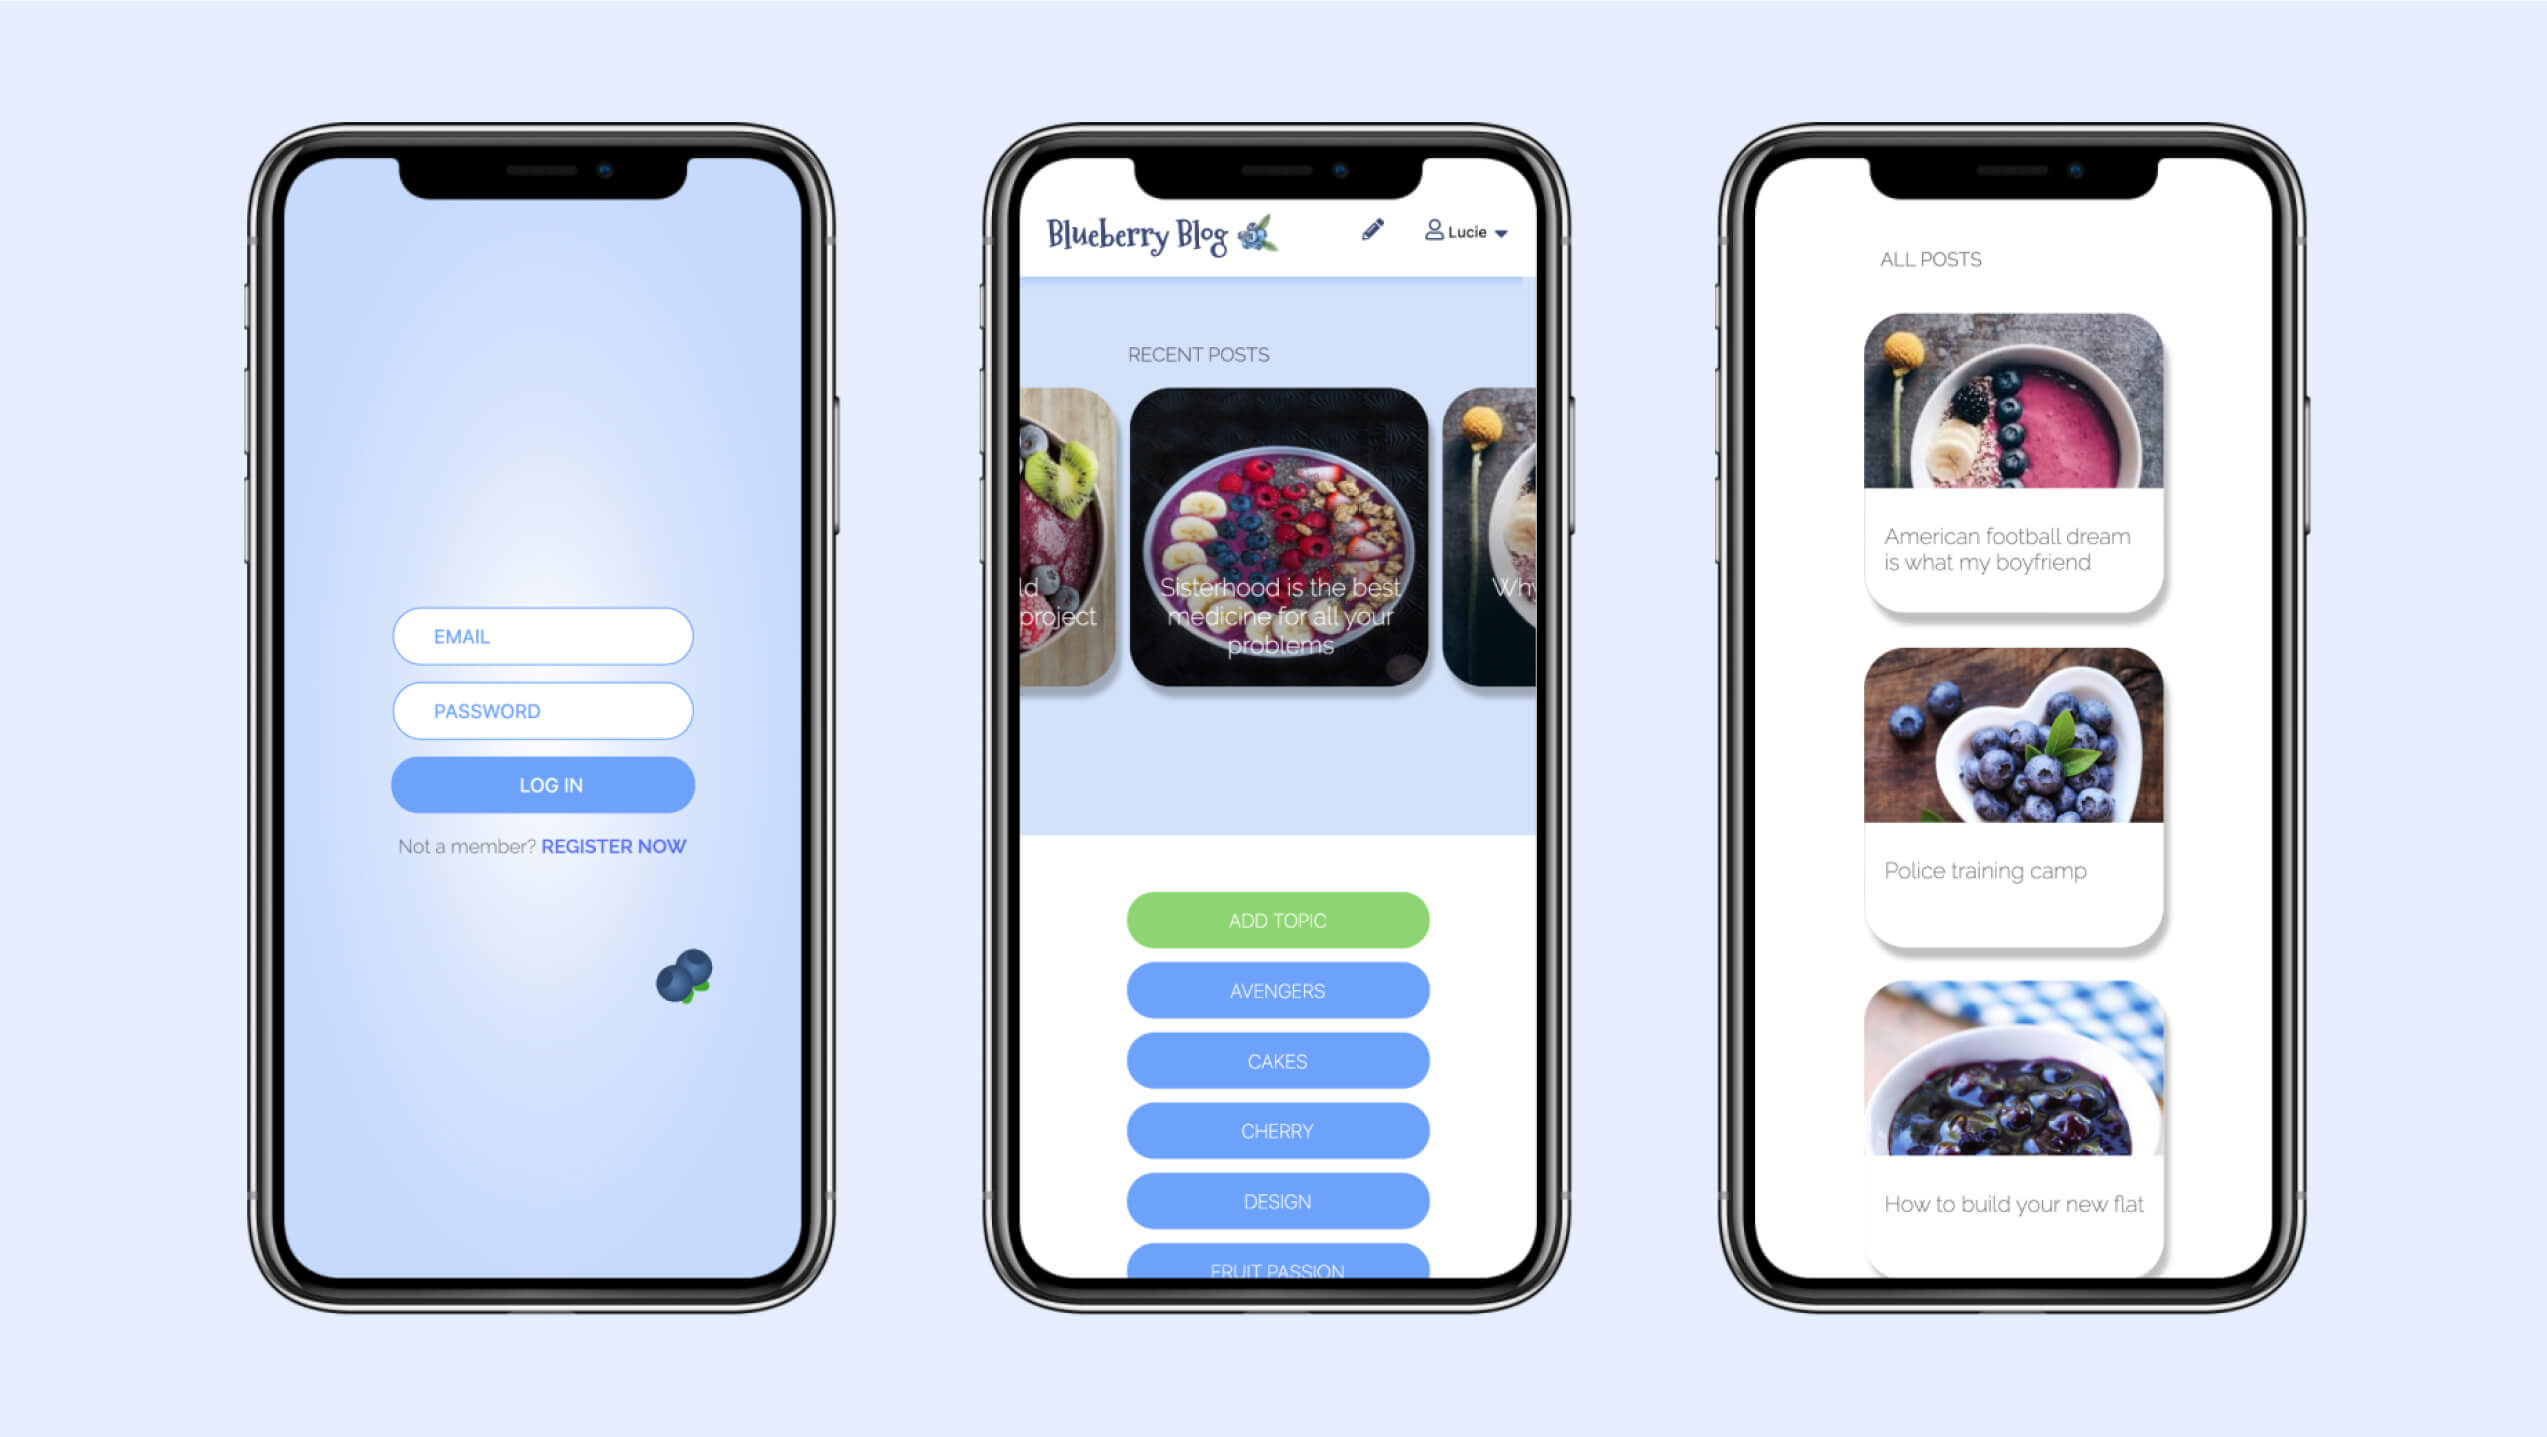 EMAIL
PASSWORD
LOG IN
Not a member? REGISTER NOW
Blueberry Blog
Lucie
RECENT POSTS
ld
project
Sisterhood is the best
medicine for all your
problems
Why
ADD TOPIC
AVENGERS
CAKES
CHERRY
DESIGN
FRUIT PASSION
ALL POSTS
American football dream
is what my boyfriend
Police training camp
How to build your new flat